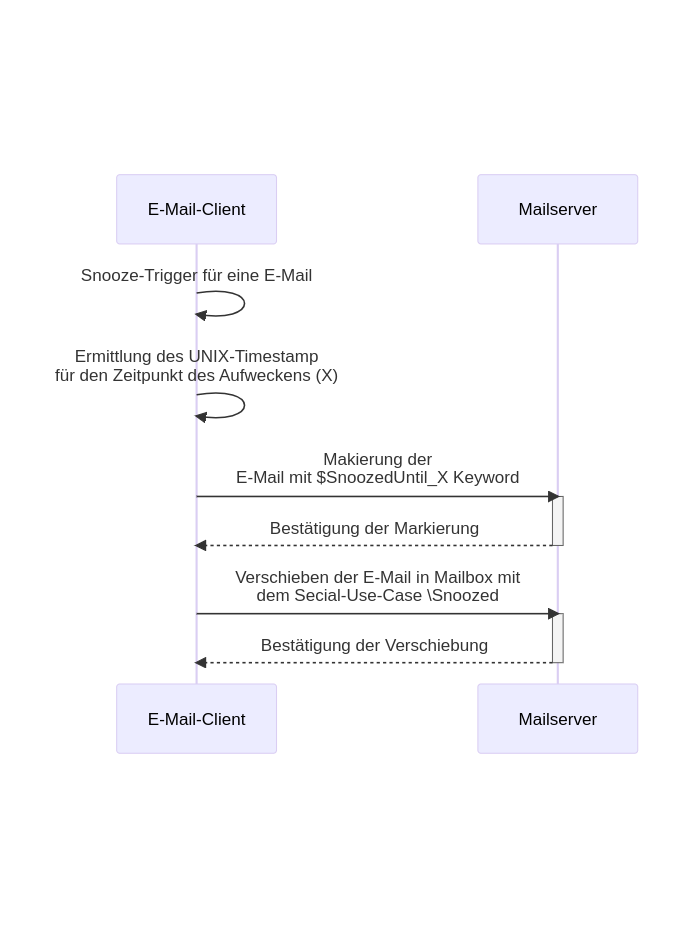 E-Mail-Client
Mailserver
Snooze-Trigger für eine E-Mail
Ermittlung des UNIX-Timestamp
für den Zeitpunkt des Aufweckens (X)
Makierung der
E-Mail mit $SnoozedUntil_X Keyword
Bestätigung der Markierung
Verschieben der E-Mail in Mailbox mit
dem Secial-Use-Case \Snoozed
Bestätigung der Verschiebung
E-Mail-Client
Mailserver